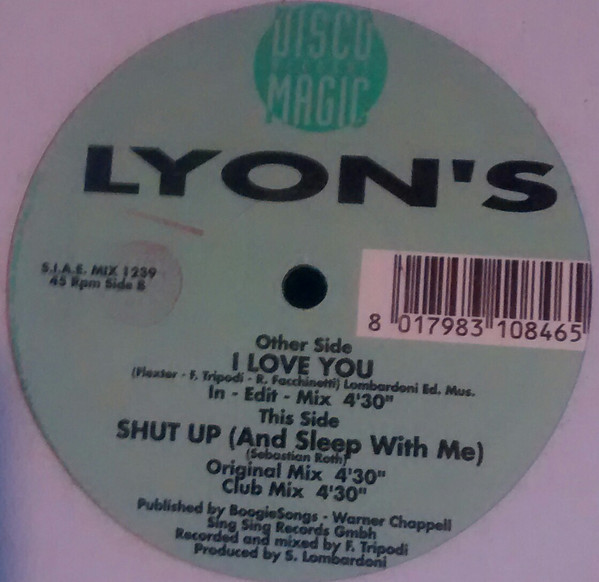 DISCO
RECORDS
MAGIC
LYON'S
S.I.A.E. MIX 1239
45 Rpm Side B
8 017983 108465
Other Side
I LOVE YOU
(Flexter - F. Tripodi - R. Facchinetti) Lombardoni Ed. Mus.
In - Edit - Mix 4'30"
This Side
SHUT UP (And Sleep With Me)
(Sebastian Roth)
Original Mix 4'30"
Club Mix 4'30"
Published by BoogieSongs - Warner Chappell
Sing Sing Records Gmbh
Recorded and mixed by F. Tripodi
Produced by S. Lombardoni